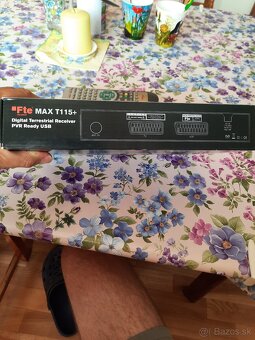 Fte MAX T115+
Digital Terrestrial Receiver
PVR Ready USB
© Bazos.sk